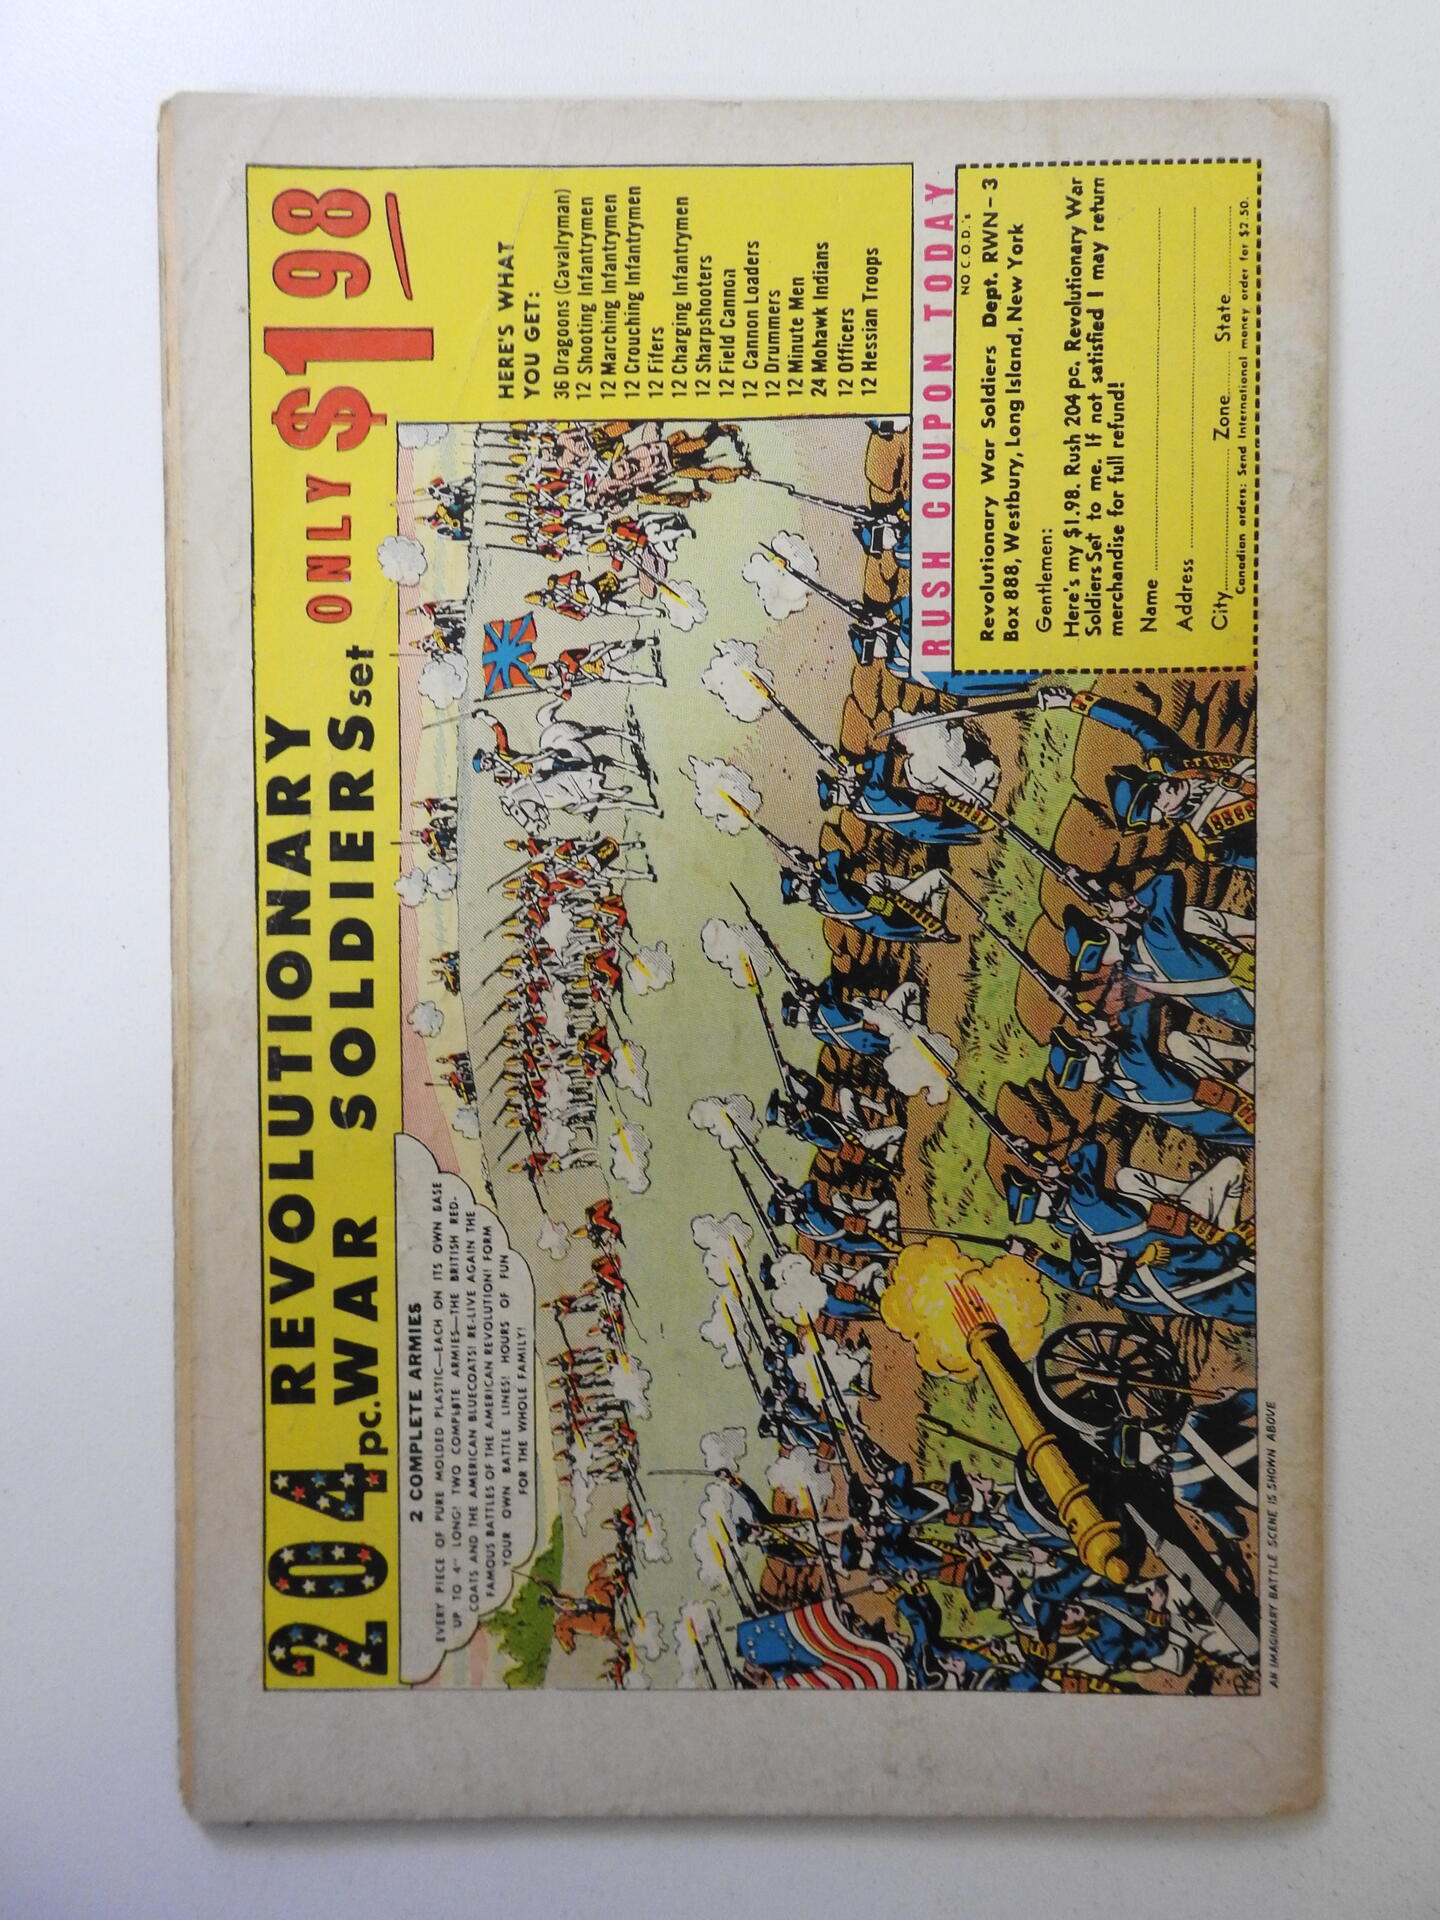 204 REVOLUTIONARY
pc. WAR SOLDIERS set
ONLY $1 98
2 COMPLETE ARMIES
EVERY PIECE OF PURE MOLDED PLASTIC—EACH ON ITS OWN BASE
UP TO 4" LONG! TWO COMPLETE ARMIES—THE BRITISH RED-
COATS AND THE AMERICAN BLUECOATS! RE-LIVE AGAIN THE
FAMOUS BATTLES OF THE AMERICAN REVOLUTION! FORM
YOUR OWN BATTLE LINES! HOURS OF FUN
FOR THE WHOLE FAMILY!
HERE'S WHAT
YOU GET:
36 Dragoons (Cavalryman)
12 Shooting Infantrymen
12 Marching Infantrymen
12 Crouching Infantrymen
12 Fifers
12 Charging Infantrymen
12 Sharpshooters
12 Field Cannon
12 Cannon Loaders
12 Drummers
12 Minute Men
24 Mohawk Indians
12 Officers
12 Hessian Troops
RUSH COUPON TODAY
NO C.O.D.'s
Revolutionary War Soldiers Dept. RWN-3
Box 888, Westbury, Long Island, New York
Gentlemen:
Here's my $1.98. Rush 204 pc. Revolutionary War
Soldiers Set to me. If not satisfied I may return
merchandise for full refund!
Name
Address
City Zone State
Canadian orders: Send International money order for $2.50.
AN IMAGINARY BATTLE SCENE IS SHOWN ABOVE